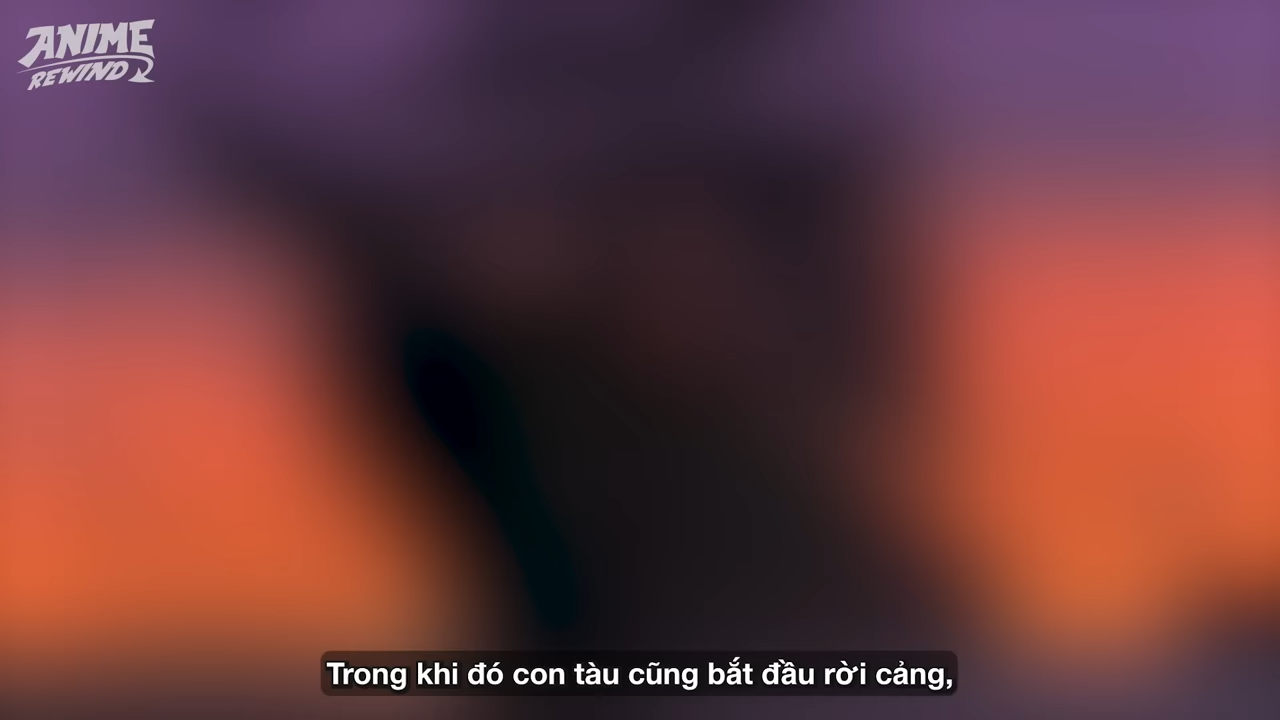 ANIME
REWIND
Trong khi đó con tàu cũng bắt đầu rời cảng,